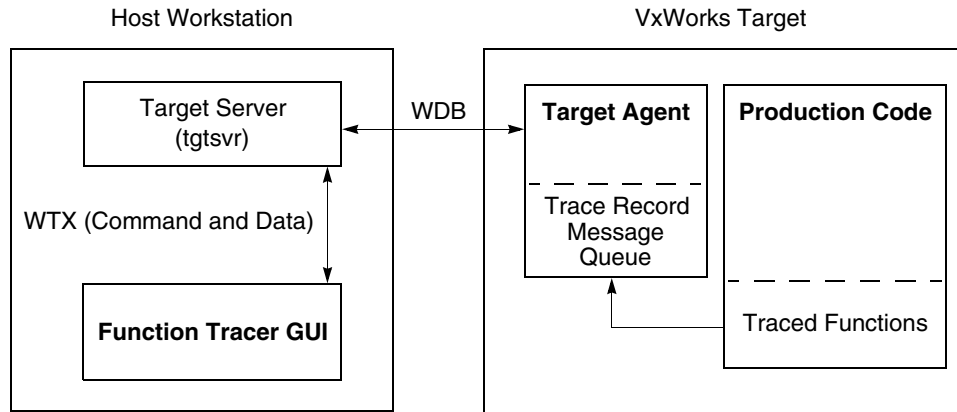 Host Workstation
VxWorks Target
Target Server
(tgtsvr)
WDB
Target Agent
Production Code
Trace Record
Message
Queue
WTX (Command and Data)
Function Tracer GUI
Traced Functions